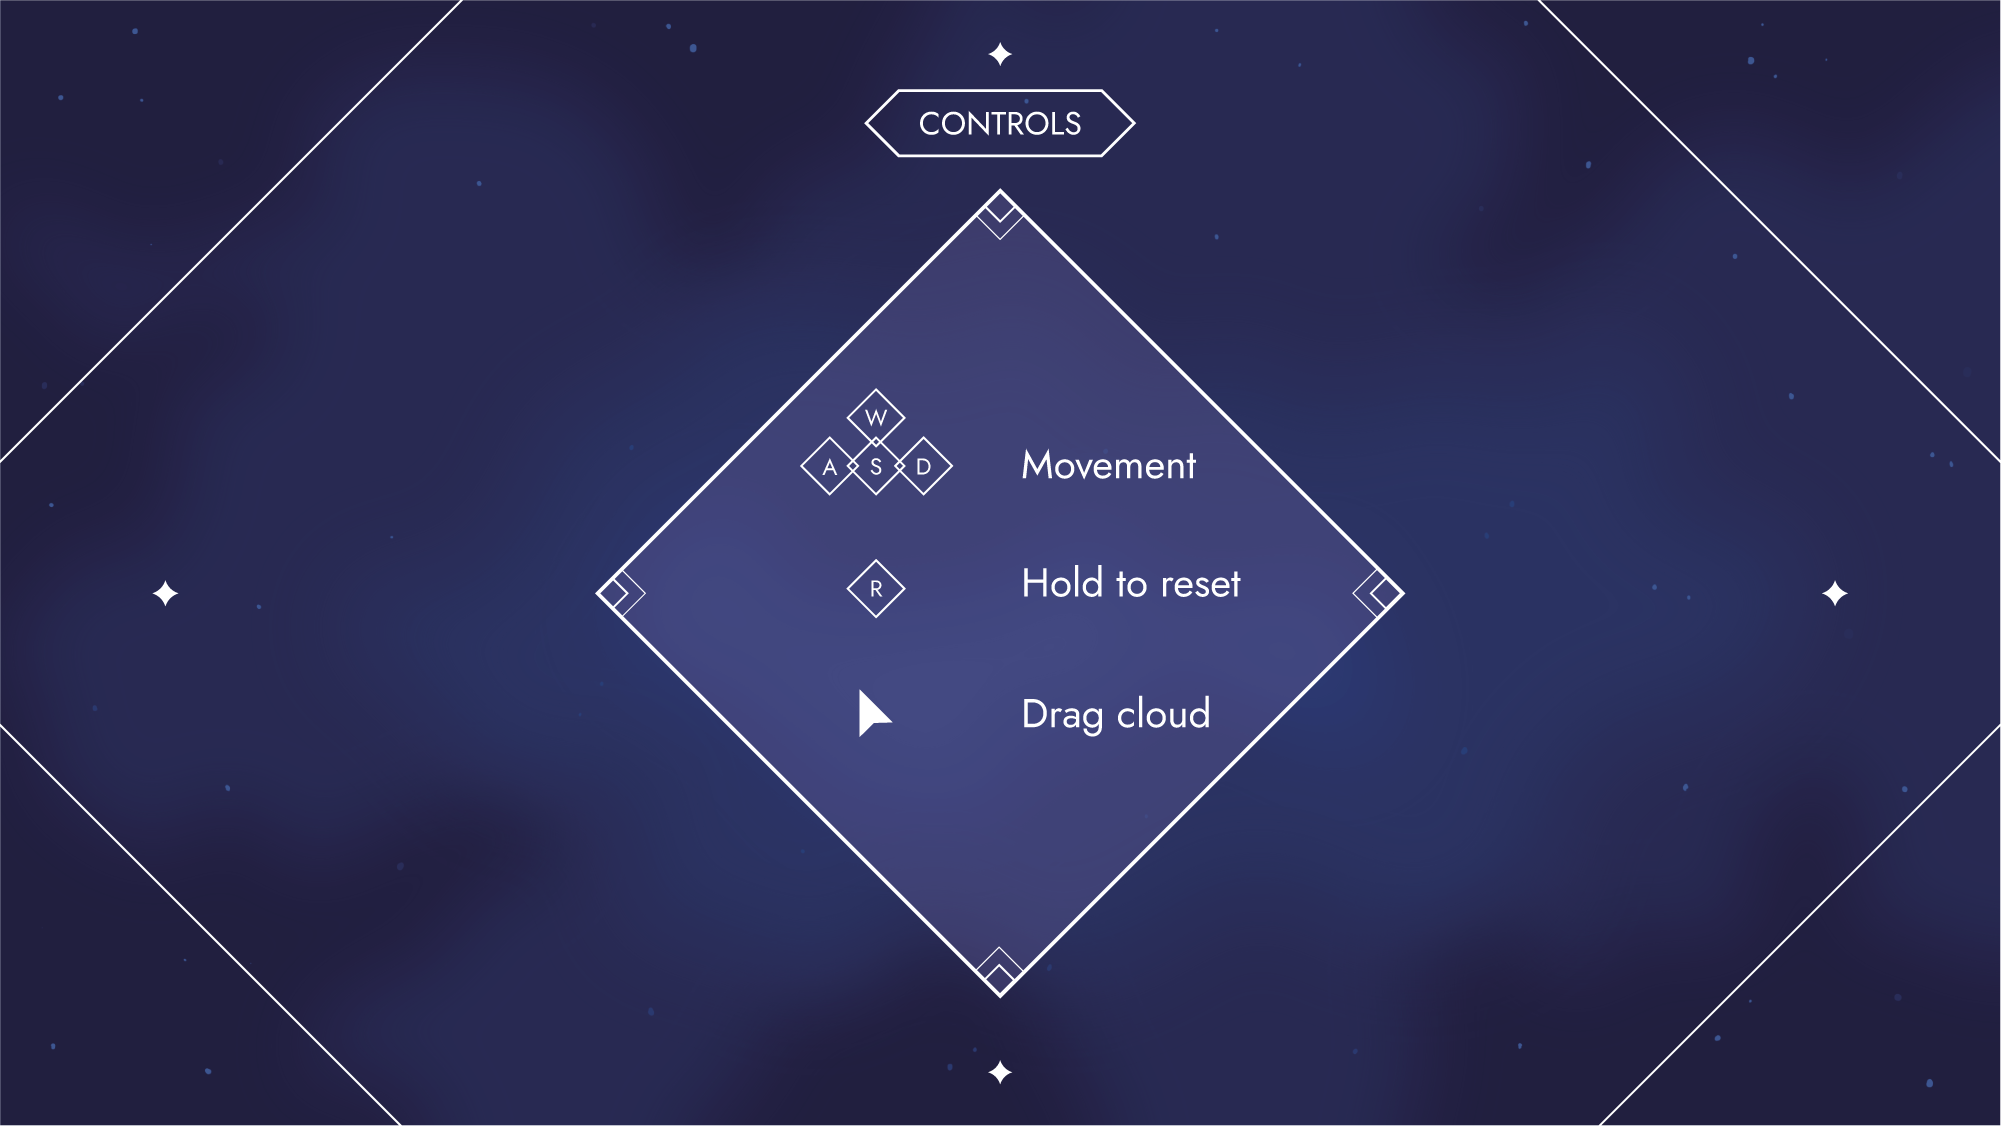 CONTROLS
W
A S D
Movement
R
Hold to reset
Drag cloud